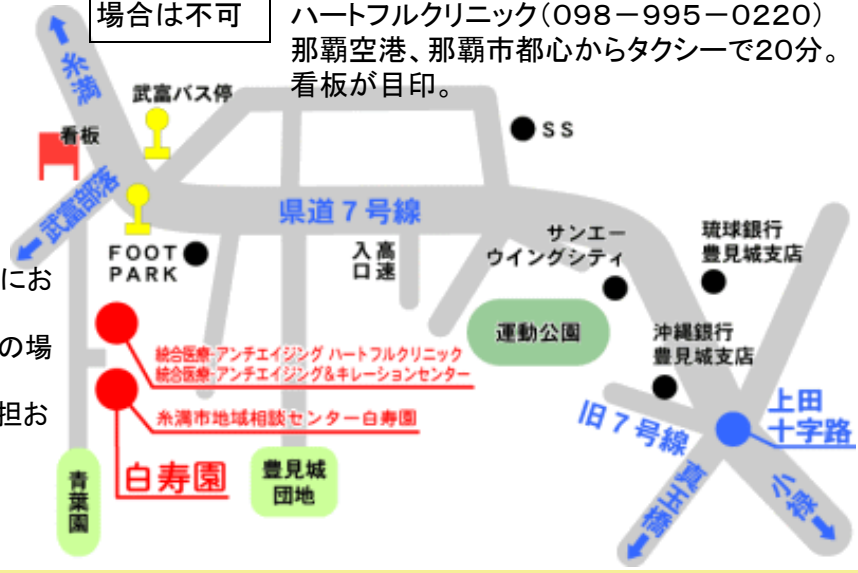 場合は不可
ハートフルクリニック(098-995-0220)
那覇空港、那覇市都心からタクシーで20分。
看板が目印。
糸満
武富バス停
看板
SS
武富部落
県道7号線
サンエー
ウイングシティ
琉球銀行
豊見城支店
FOOT
PARK
高速
入口
にお
の場
担お
運動公園
沖縄銀行
豊見城支店
統合医療・アンチエイジング ハートフルクリニック
統合医療・アンチエイジング&キレーションセンター
糸満市地域相談センター白寿園
白寿園
旧7号線
上田
十字路
青葉園
豊見城
団地
真玉橋
小禄